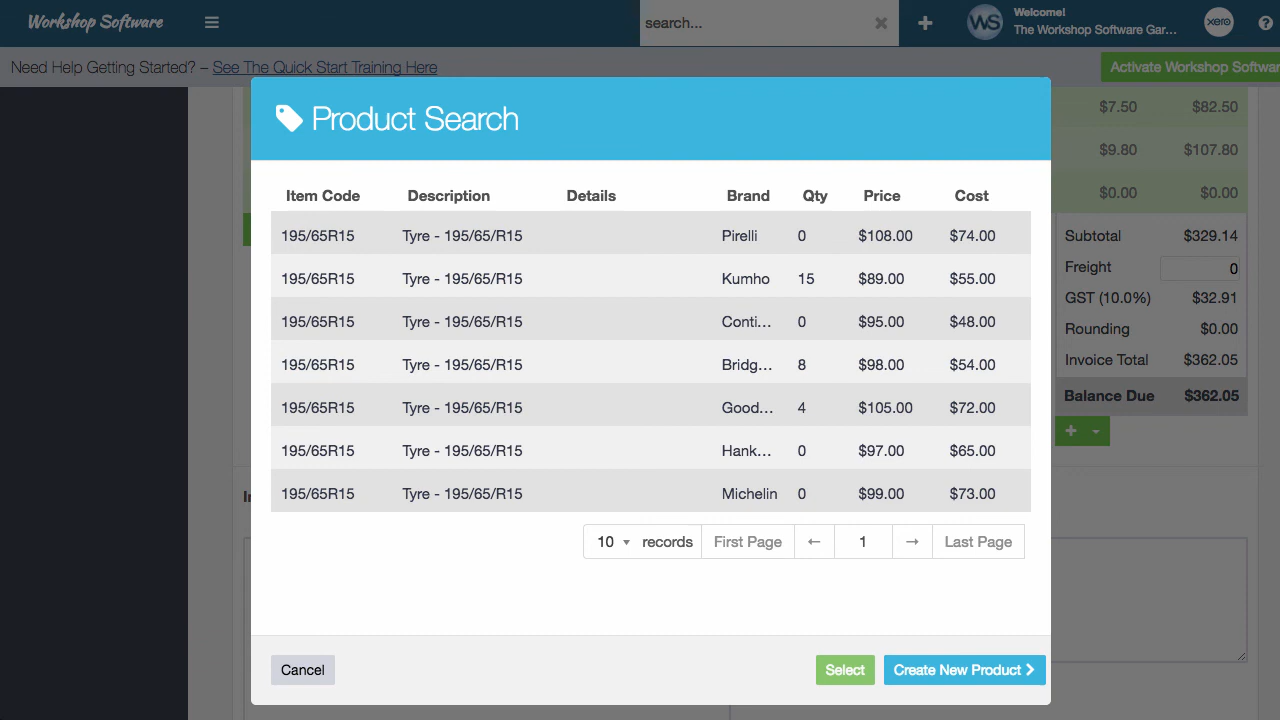 Workshop Software
search...
Welcome!
WS
The Workshop Software Gar...
xero
?
Need Help Getting Started? – See The Quick Start Training Here
Activate Workshop Softwar
$7.50 $82.50
Product Search
$9.80 $107.80
Item Code Description Details Brand Qty Price Cost
$0.00 $0.00
195/65R15 Tyre - 195/65/R15 Pirelli 0 $108.00 $74.00
Subtotal $329.14
195/65R15 Tyre - 195/65/R15 Kumho 15 $89.00 $55.00
Freight 0
GST (10.0%) $32.91
195/65R15 Tyre - 195/65/R15 Conti... 0 $95.00 $48.00
Rounding $0.00
195/65R15 Tyre - 195/65/R15 Bridg... 8 $98.00 $54.00
Invoice Total $362.05
195/65R15 Tyre - 195/65/R15 Good... 4 $105.00 $72.00
Balance Due $362.05
195/65R15 Tyre - 195/65/R15 Hank... 0 $97.00 $65.00
195/65R15 Tyre - 195/65/R15 Michelin 0 $99.00 $73.00
10 records First Page ← 1 → Last Page
Cancel Select Create New Product